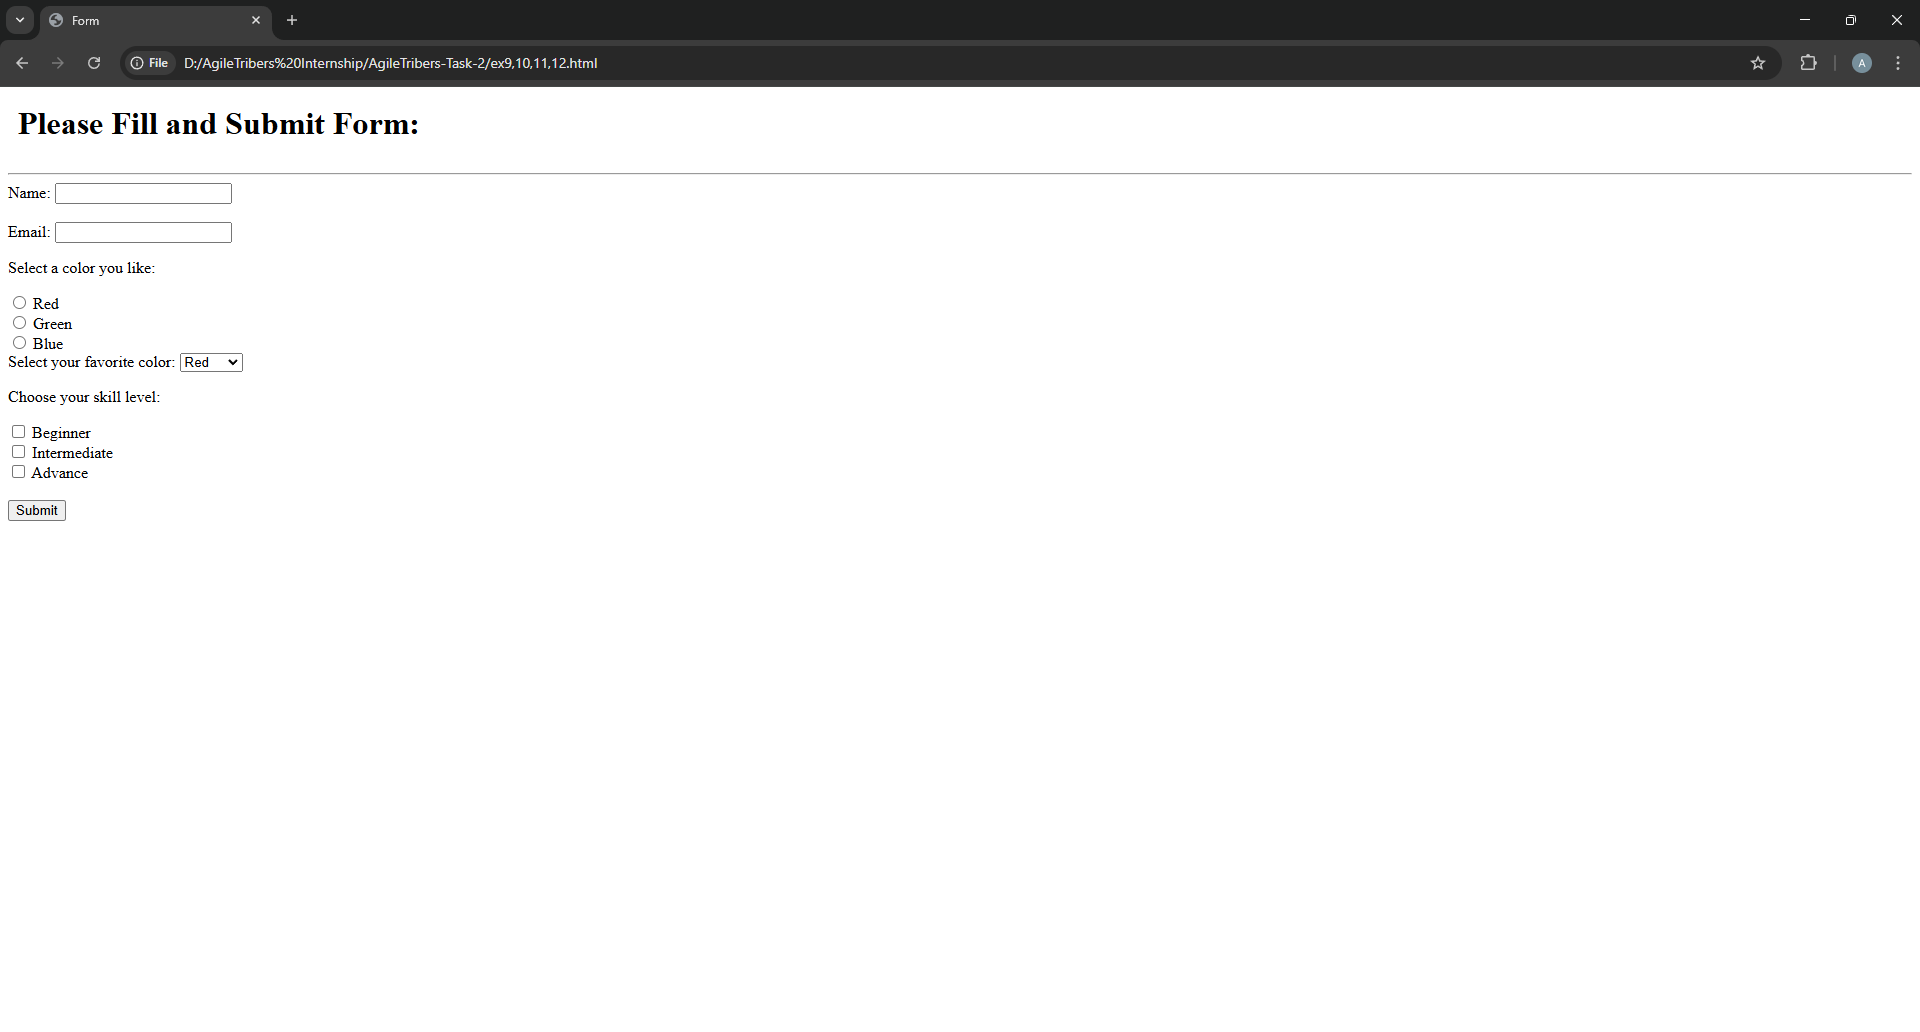 Form
File D:/AgileTribers%20Internship/AgileTribers-Task-2/ex9,10,11,12.html
A
Please Fill and Submit Form:
Name:
Email:
Select a color you like:
Red
Green
Blue
Select your favorite color: Red
Choose your skill level:
Beginner
Intermediate
Advance
Submit